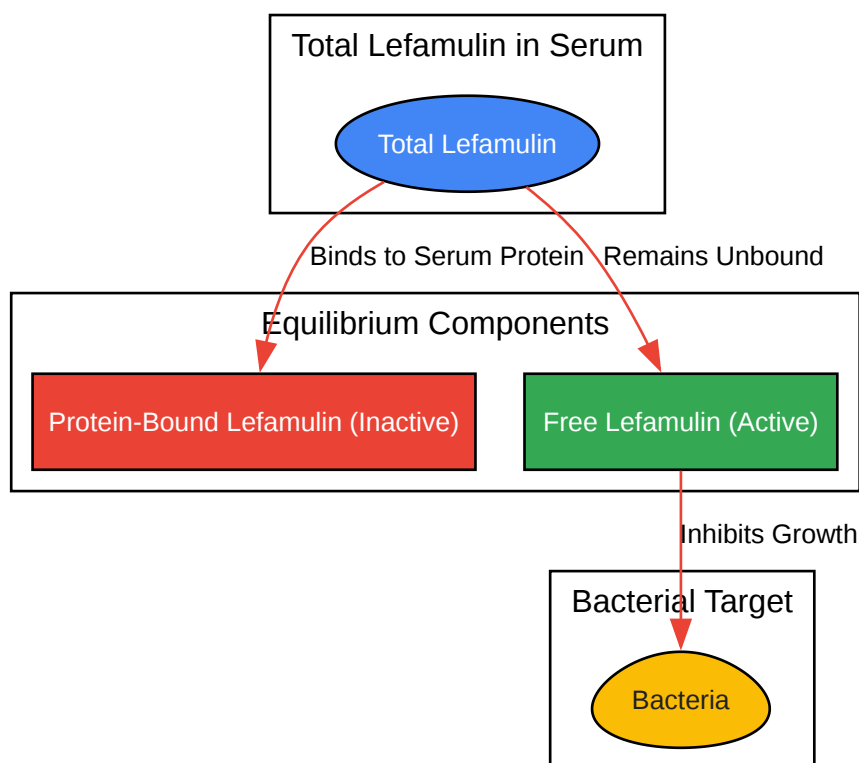 Total Lefamulin in Serum
Total Lefamulin
Binds to Serum Protein
Remains Unbound
Equilibrium Components
Protein-Bound Lefamulin (Inactive)
Free Lefamulin (Active)
Inhibits Growth
Bacterial Target
Bacteria